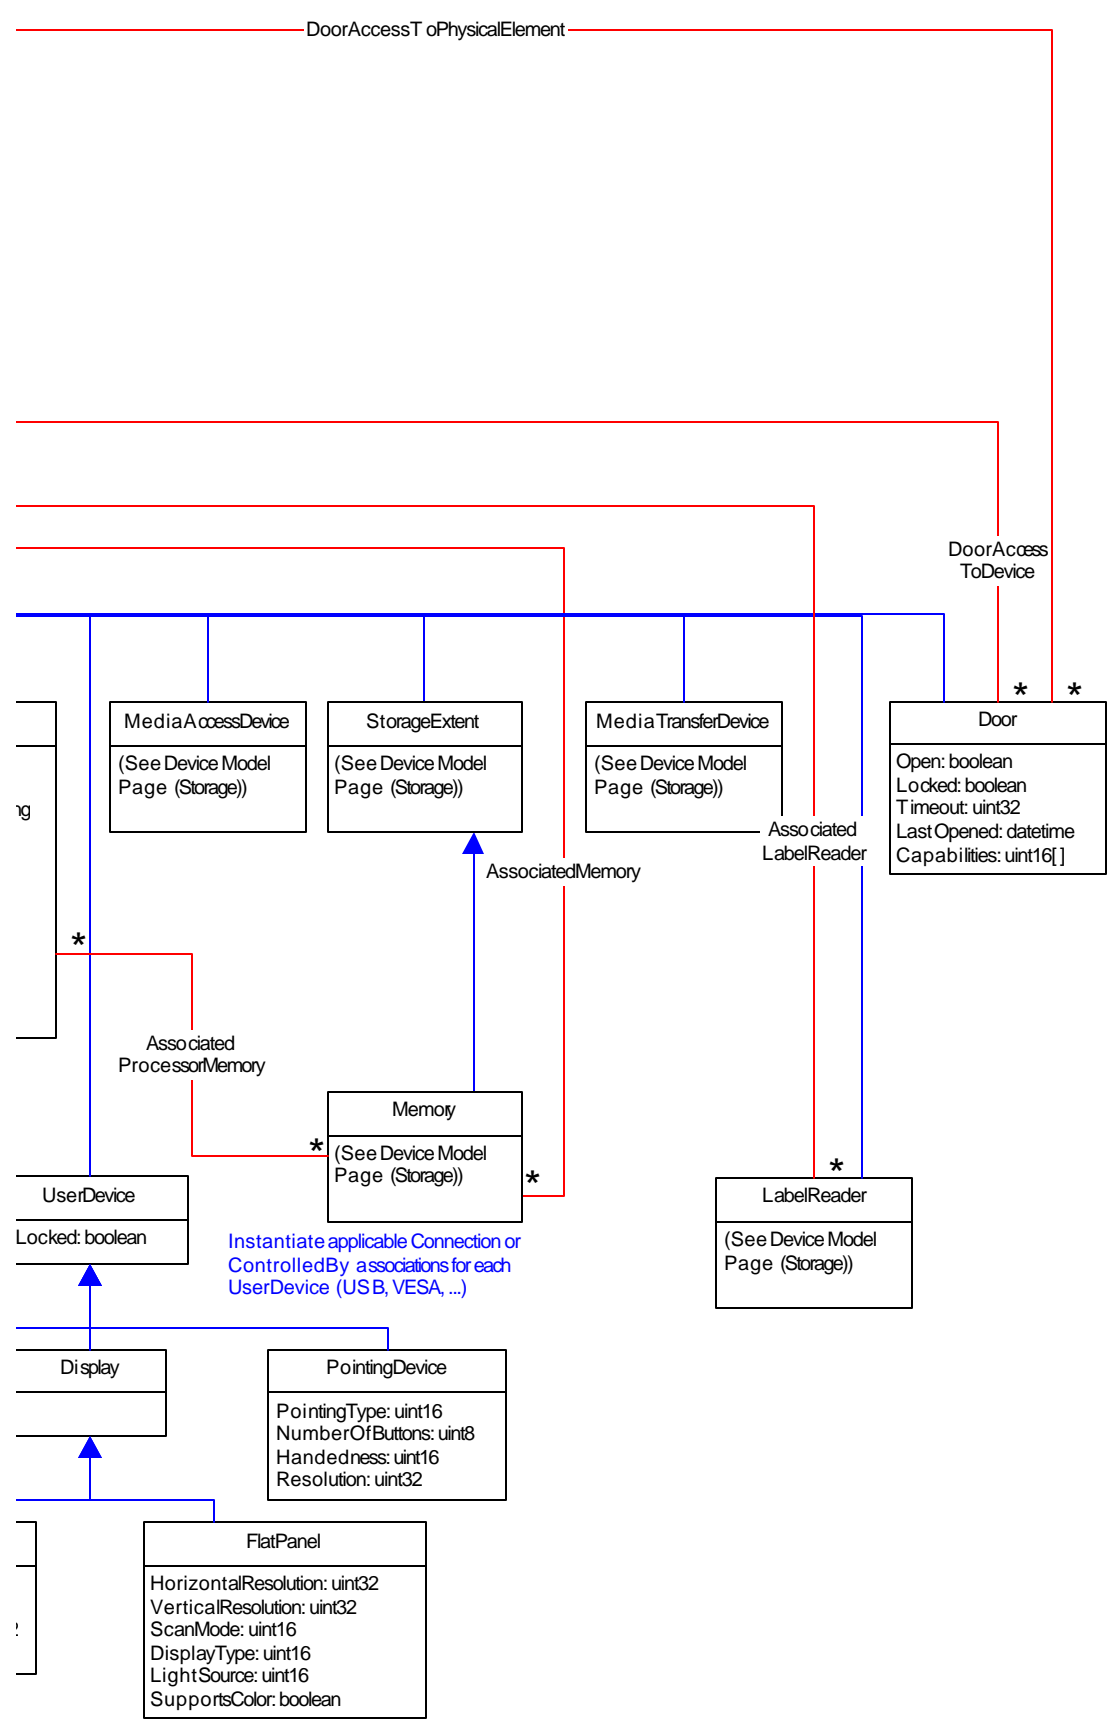 DoorAccessToPhysicalElement
DoorAccess
ToDevice
*
*
MediaAccessDevice
(See Device Model
Page (Storage))
StorageExtent
(See Device Model
Page (Storage))
MediaTransferDevice
(See Device Model
Page (Storage))
Door
Open: boolean
Locked: boolean
Timeout: uint32
LastOpened: datetime
Capabilities: uint16[ ]
ng
Associated
LabelReader
AssociatedMemory
*
Associated
ProcessorMemory
Memory
(See Device Model
Page (Storage))
*
*
*
UserDevice
Locked: boolean
LabelReader
(See Device Model
Page (Storage))
Instantiate applicable Connection or
ControlledBy associations for each
UserDevice (USB, VESA, ...)
Display
PointingDevice
PointingType: uint16
NumberOfButtons: uint8
Handedness: uint16
Resolution: uint32
FlatPanel
HorizontalResolution: uint32
VerticalResolution: uint32
ScanMode: uint16
DisplayType: uint16
LightSource: uint16
SupportsColor: boolean